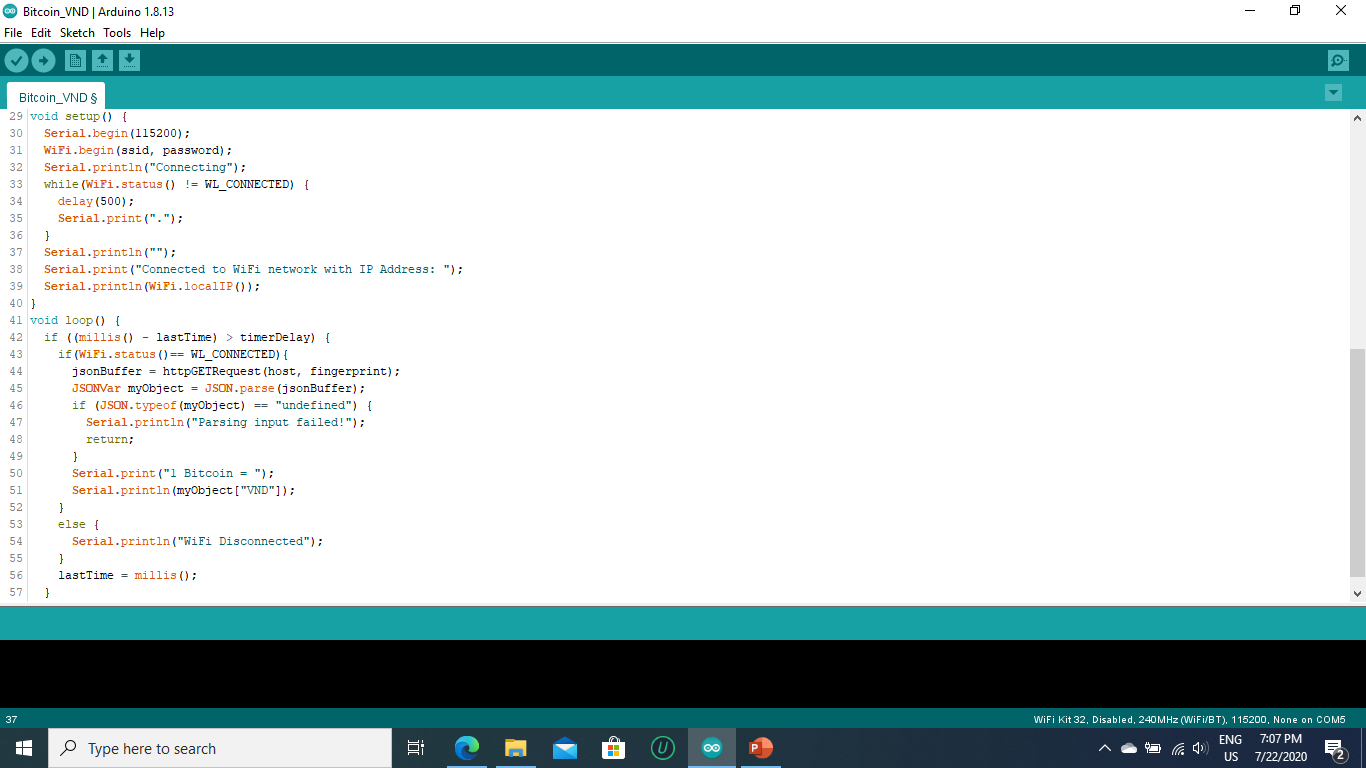 Bitcoin_VND | Arduino 1.8.13
File Edit Sketch Tools Help
Bitcoin_VND §
29 void setup() {
30 Serial.begin(115200);
31 WiFi.begin(ssid, password);
32 Serial.println("Connecting");
33 while(WiFi.status() != WL_CONNECTED) {
34 delay(500);
35 Serial.print(".");
36 }
37 Serial.println("");
38 Serial.print("Connected to WiFi network with IP Address: ");
39 Serial.println(WiFi.localIP());
40 }
41 void loop() {
42 if ((millis() - lastTime) > timerDelay) {
43 if(WiFi.status()== WL_CONNECTED){
44 jsonBuffer = httpGETRequest(host, fingerprint);
45 JSONVar myObject = JSON.parse(jsonBuffer);
46 if (JSON.typeof(myObject) == "undefined") {
47 Serial.println("Parsing input failed!");
48 return;
49 }
50 Serial.print("1 Bitcoin = ");
51 Serial.println(myObject["VND"]);
52 }
53 else {
54 Serial.println("WiFi Disconnected");
55 }
56 lastTime = millis();
57 }
37 WiFi Kit 32, Disabled, 240MHz (WiFi/BT), 115200, None on COM5
Type here to search
ENG
US
7:07 PM
7/22/2020
2